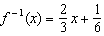 f⁻¹(x) = 2/3 x + 1/6